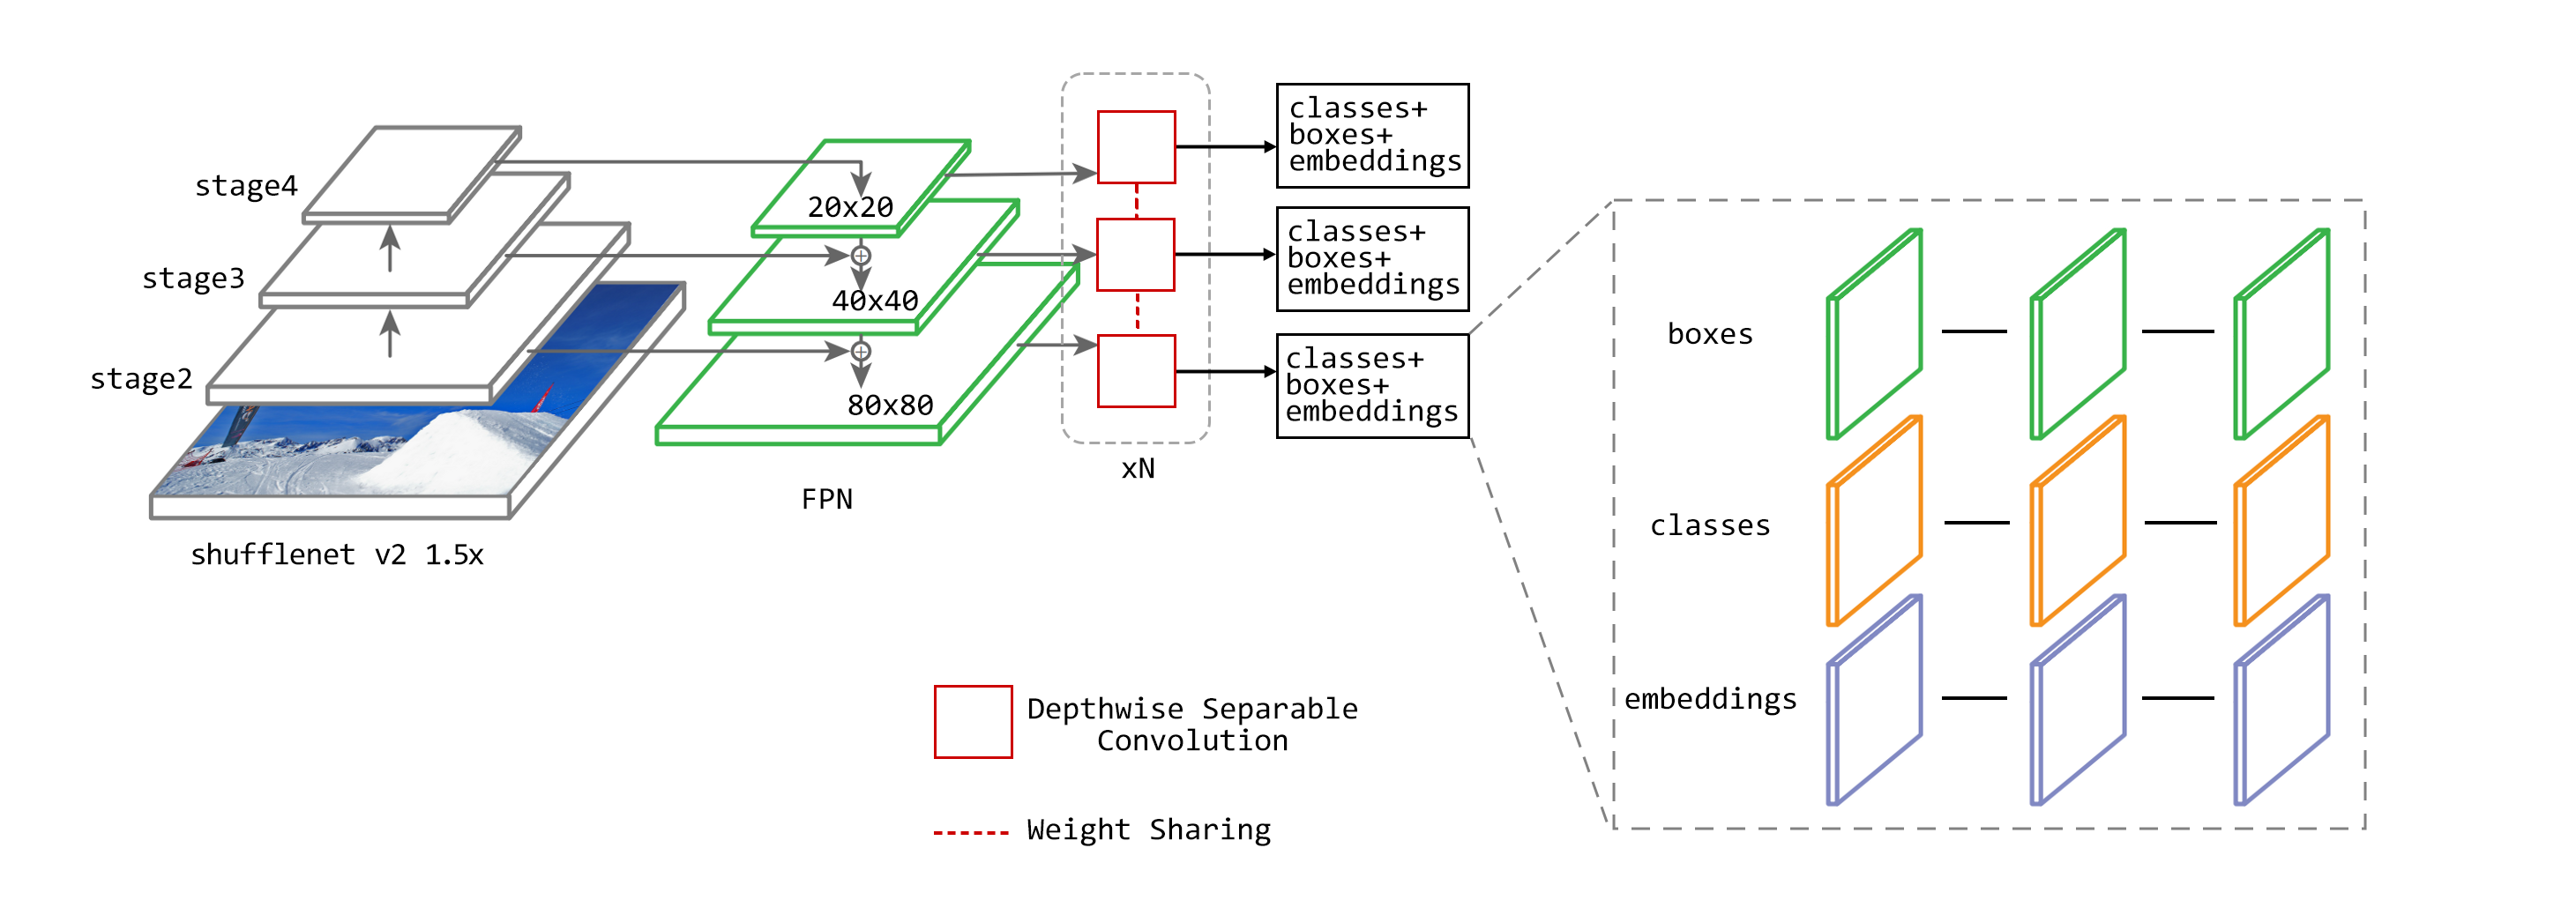 stage4
stage3
stage2
shufflenet v2 1.5x
20x20
40x40
80x80
FPN
xN
classes+
boxes+
embeddings
classes+
boxes+
embeddings
classes+
boxes+
embeddings
boxes
classes
embeddings
Depthwise Separable
Convolution
Weight Sharing